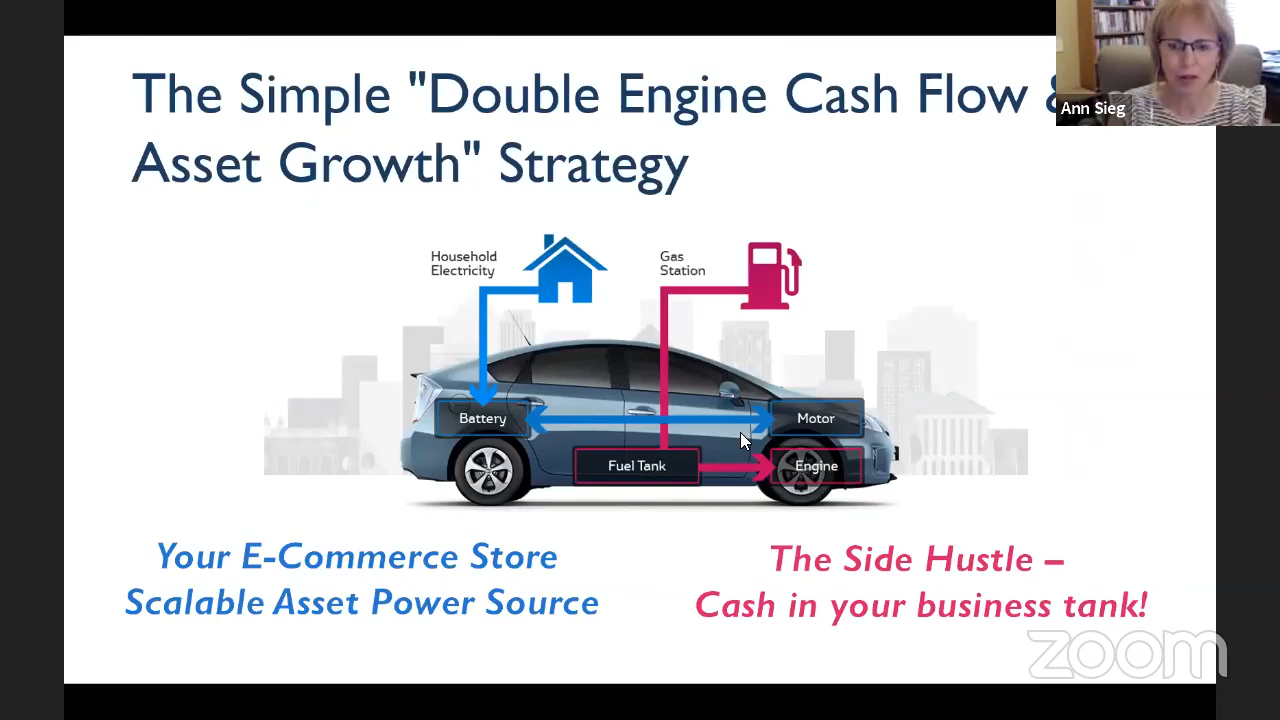 The Simple "Double Engine Cash Flow &
Asset Growth" Strategy
Ann Sieg
Household
Electricity
Gas
Station
Battery
Motor
Fuel Tank
Engine
Your E-Commerce Store
Scalable Asset Power Source
The Side Hustle –
Cash in your business tank!
zoom